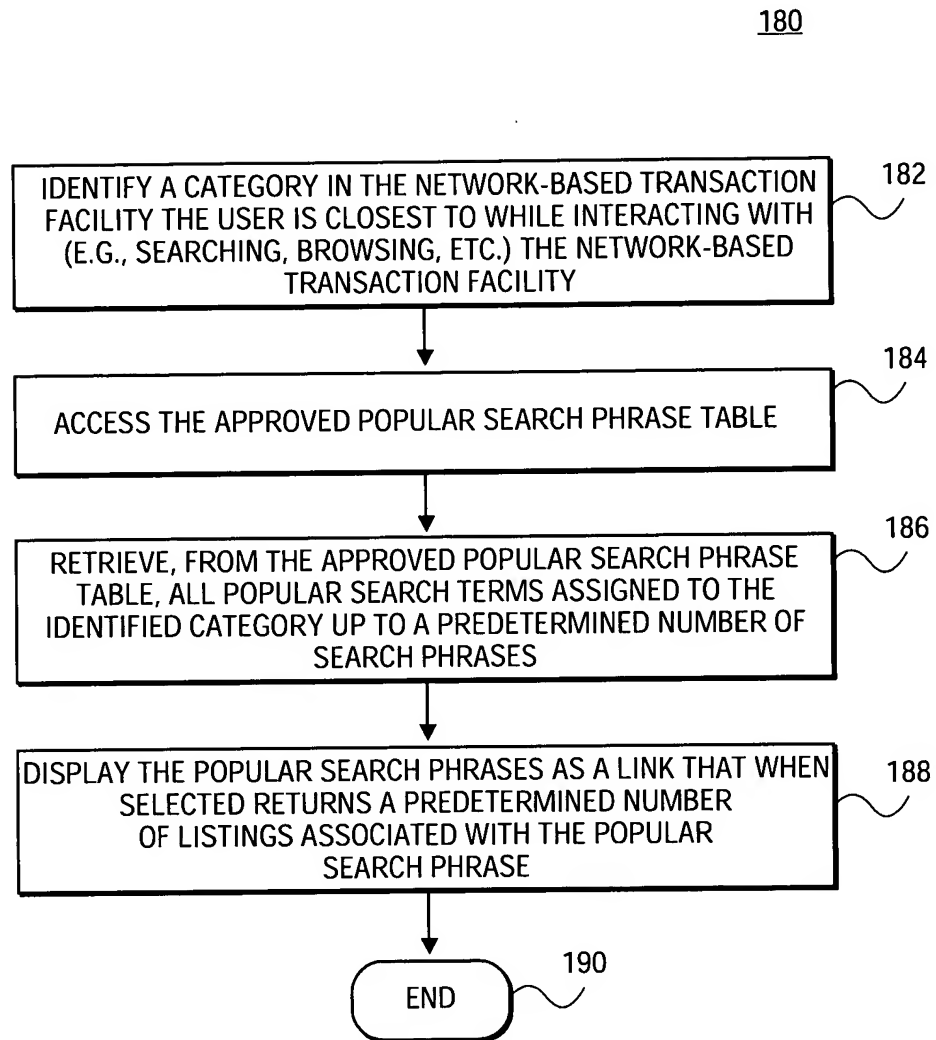 180
182
IDENTIFY A CATEGORY IN THE NETWORK-BASED TRANSACTION
FACILITY THE USER IS CLOSEST TO WHILE INTERACTING WITH
(E.G., SEARCHING, BROWSING, ETC.) THE NETWORK-BASED
TRANSACTION FACILITY
184
ACCESS THE APPROVED POPULAR SEARCH PHRASE TABLE
186
RETRIEVE, FROM THE APPROVED POPULAR SEARCH PHRASE
TABLE, ALL POPULAR SEARCH TERMS ASSIGNED TO THE
IDENTIFIED CATEGORY UP TO A PREDETERMINED NUMBER OF
SEARCH PHRASES
188
DISPLAY THE POPULAR SEARCH PHRASES AS A LINK THAT WHEN
SELECTED RETURNS A PREDETERMINED NUMBER
OF LISTINGS ASSOCIATED WITH THE POPULAR
SEARCH PHRASE
190
END